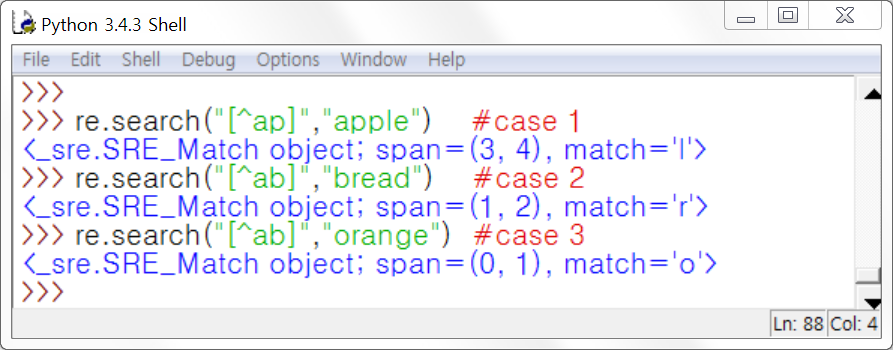 Python 3.4.3 Shell
File Edit Shell Debug Options Window Help
>>>
>>> re.search("[^ap]","apple") #case 1
<_sre.SRE_Match object; span=(3, 4), match='l'>
>>> re.search("[^ab]","bread") #case 2
<_sre.SRE_Match object; span=(1, 2), match='r'>
>>> re.search("[^ab]","orange") #case 3
<_sre.SRE_Match object; span=(0, 1), match='o'>
>>>
Ln: 88 Col: 4